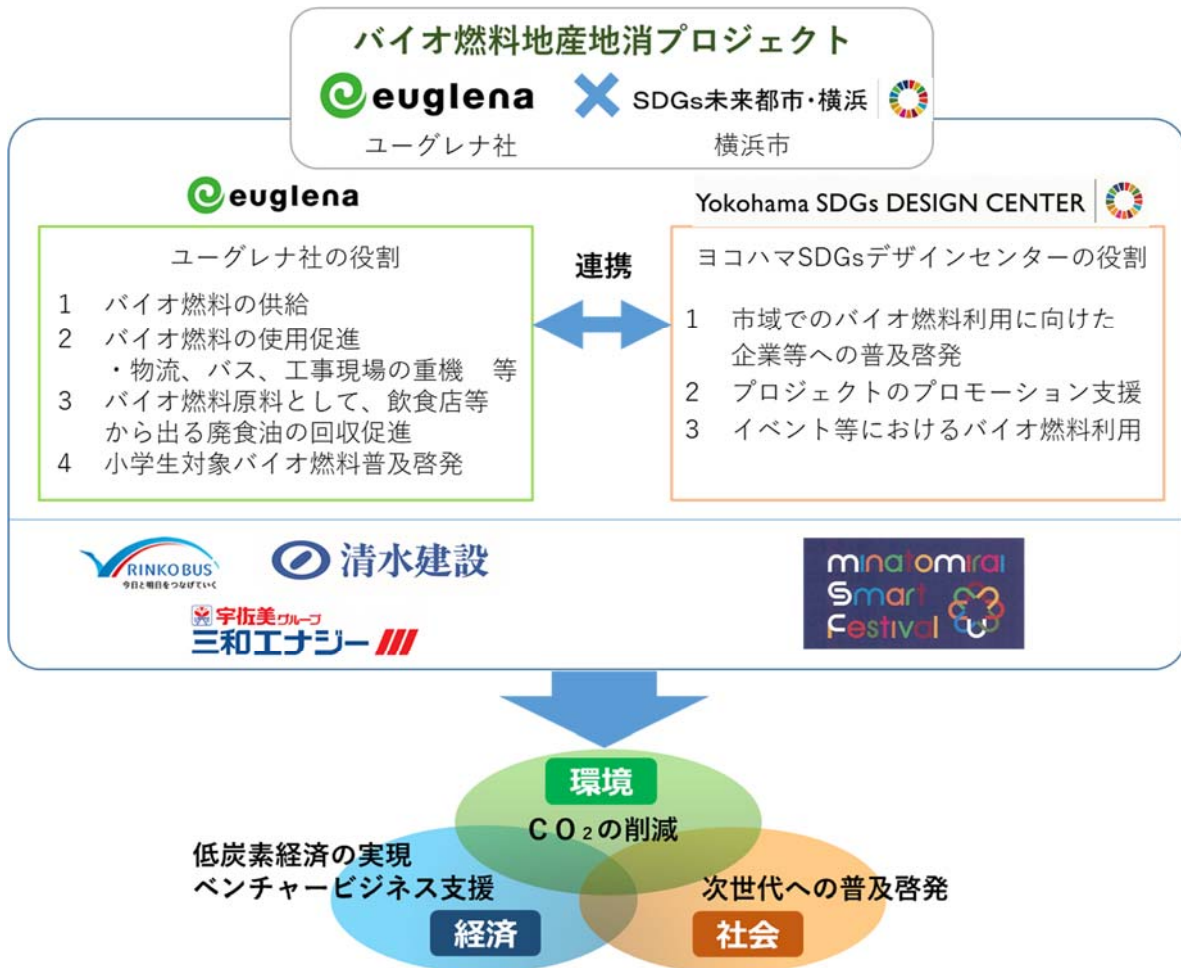 バイオ燃料地産地消プロジェクト
euglena
SDGs未来都市・横浜
ユーグレナ社
横浜市
euglena
ユーグレナ社の役割
1 バイオ燃料の供給
2 バイオ燃料の使用促進
・物流、バス、工事現場の重機 等
3 バイオ燃料原料として、飲食店等
から出る廃食油の回収促進
4 小学生対象バイオ燃料普及啓発
連携
Yokohama SDGs DESIGN CENTER
ヨコハマSDGsデザインセンターの役割
1 市域でのバイオ燃料利用に向けた
企業等への普及啓発
2 プロジェクトのプロモーション支援
3 イベント等におけるバイオ燃料利用
RINKO BUS
今日と明日をつなげていく
清水建設
宇佐美グループ
三和エナジー
minatomirai
Smart
Festival
環境
CO₂の削減
低炭素経済の実現
ベンチャービジネス支援
経済
次世代への普及啓発
社会